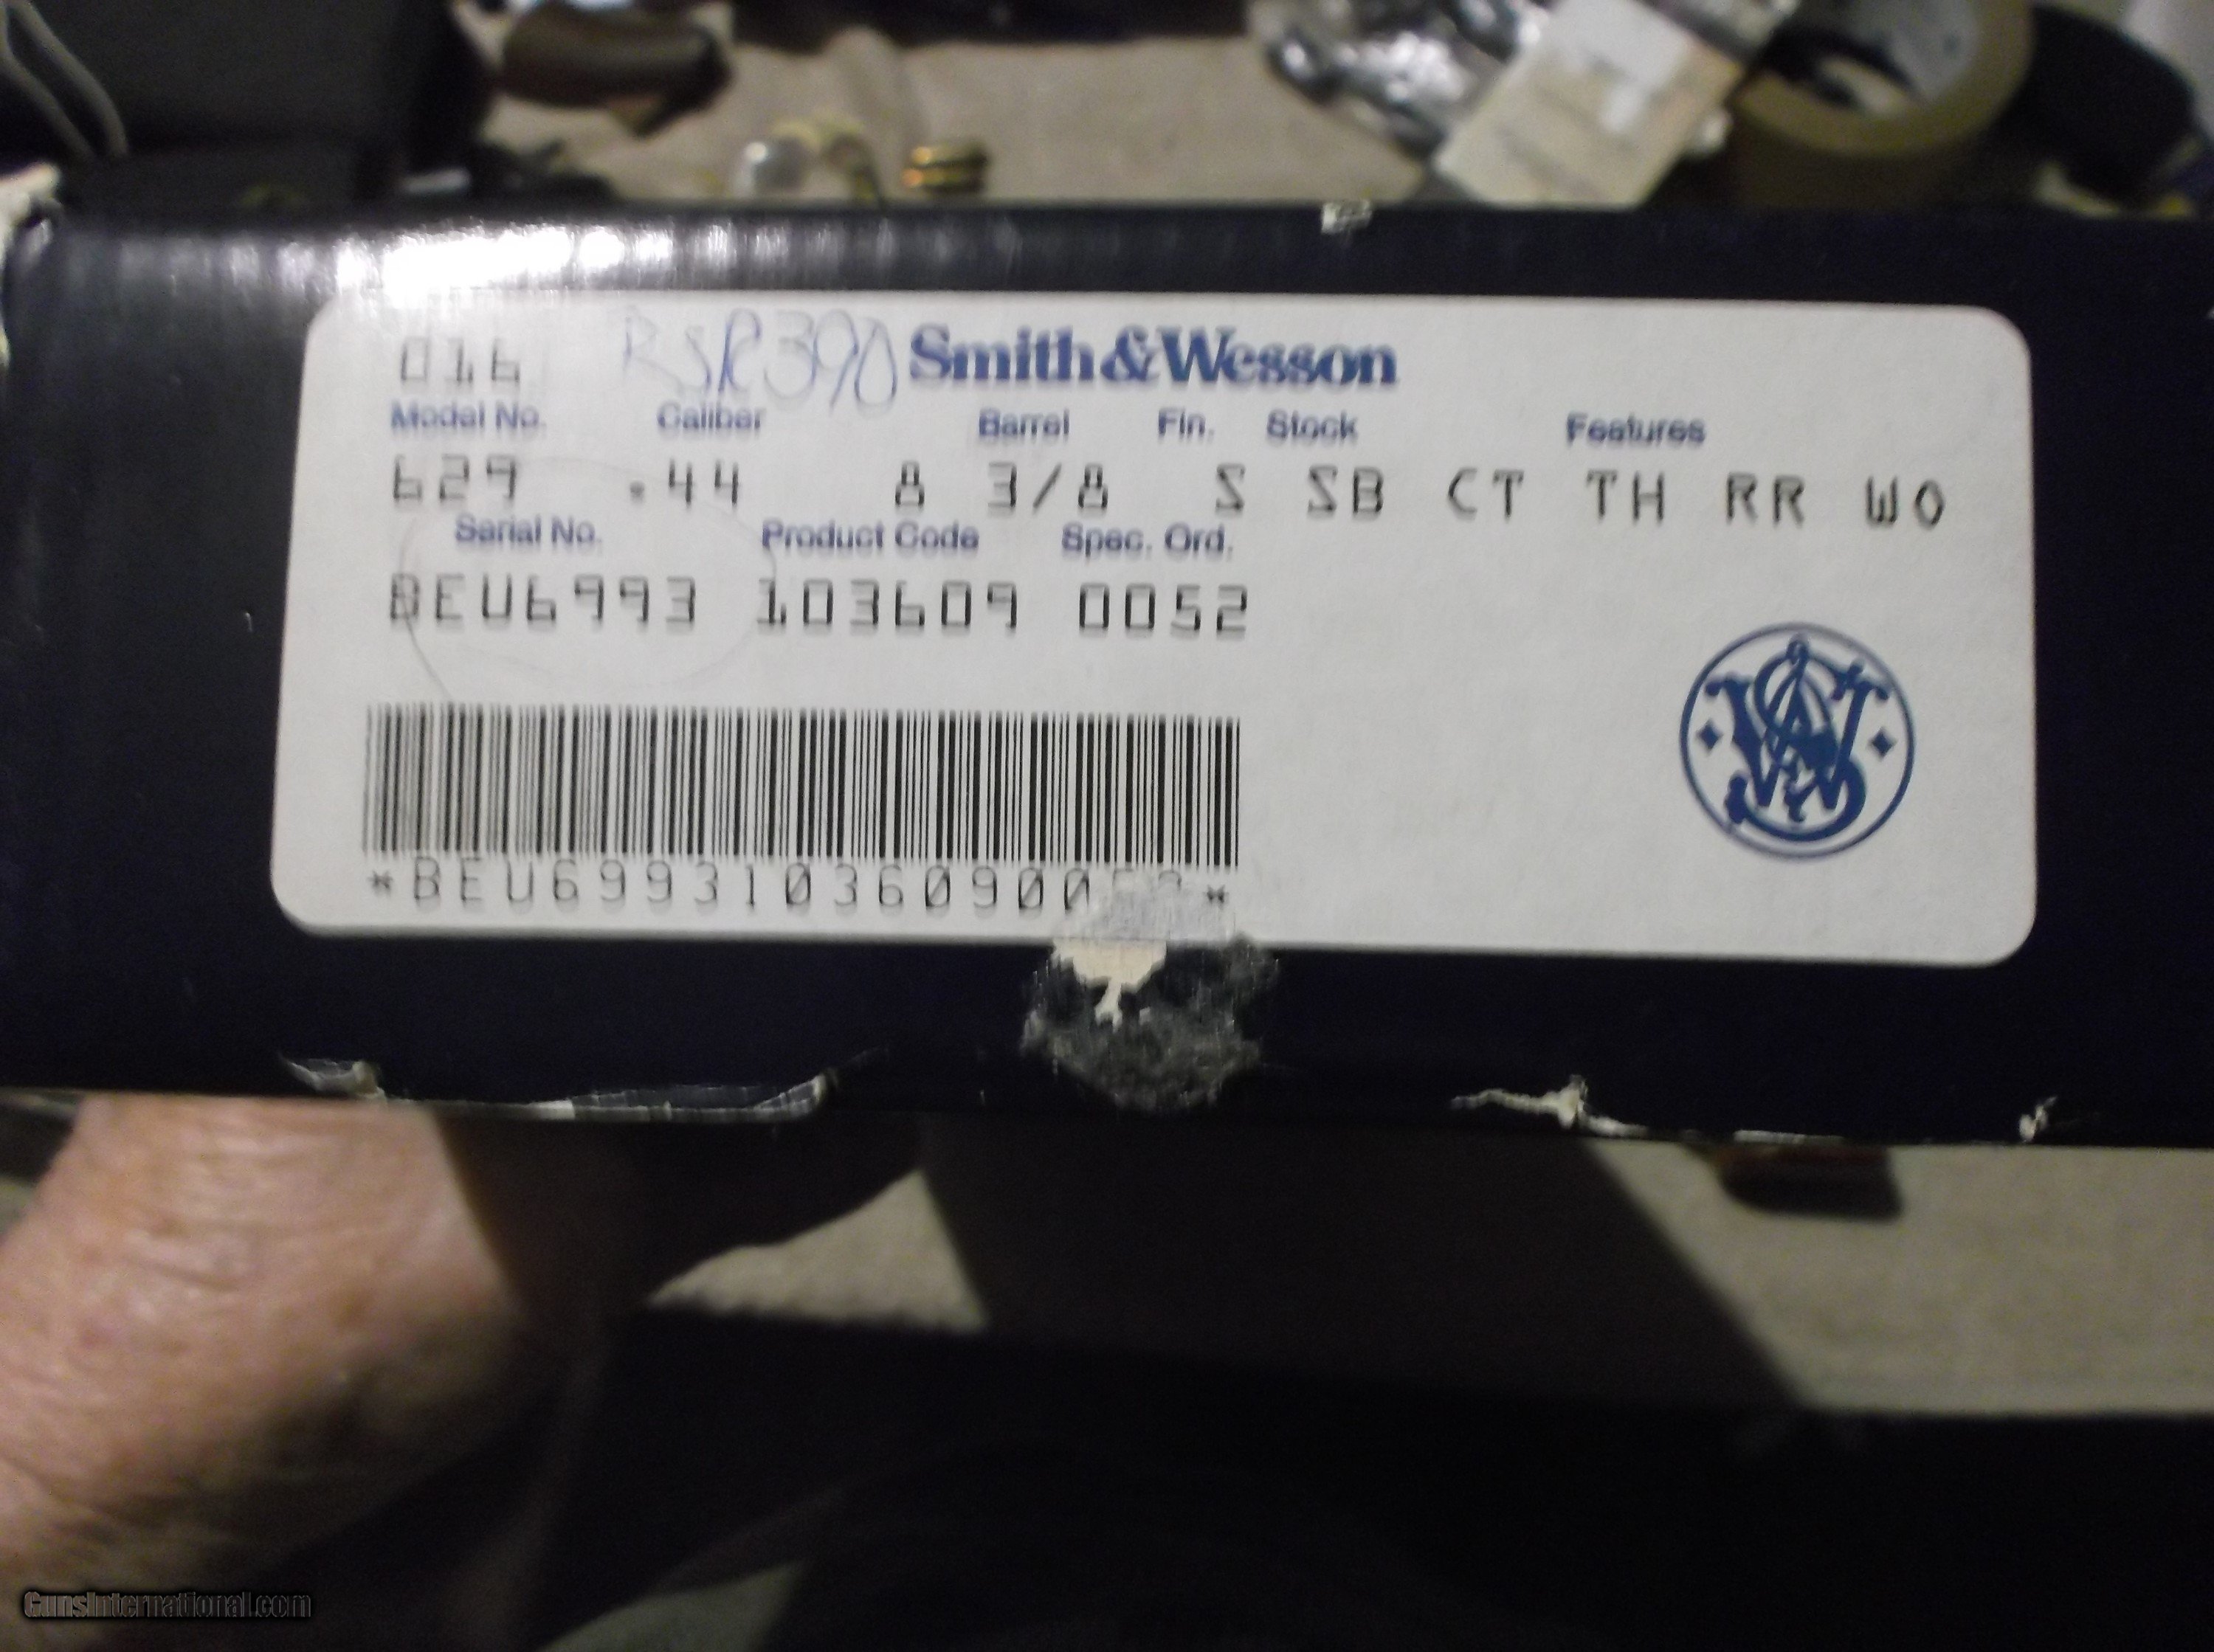 016 RSR390 Smith&Wesson
Model No. Caliber Barrel Fin. Stock Features
629 .44 8 3/8 S SB CT TH RR WO
Serial No. Product Code Spec. Ord.
BEU6993 103609 0052
*BEU69931036090052*
GunsInternational.com